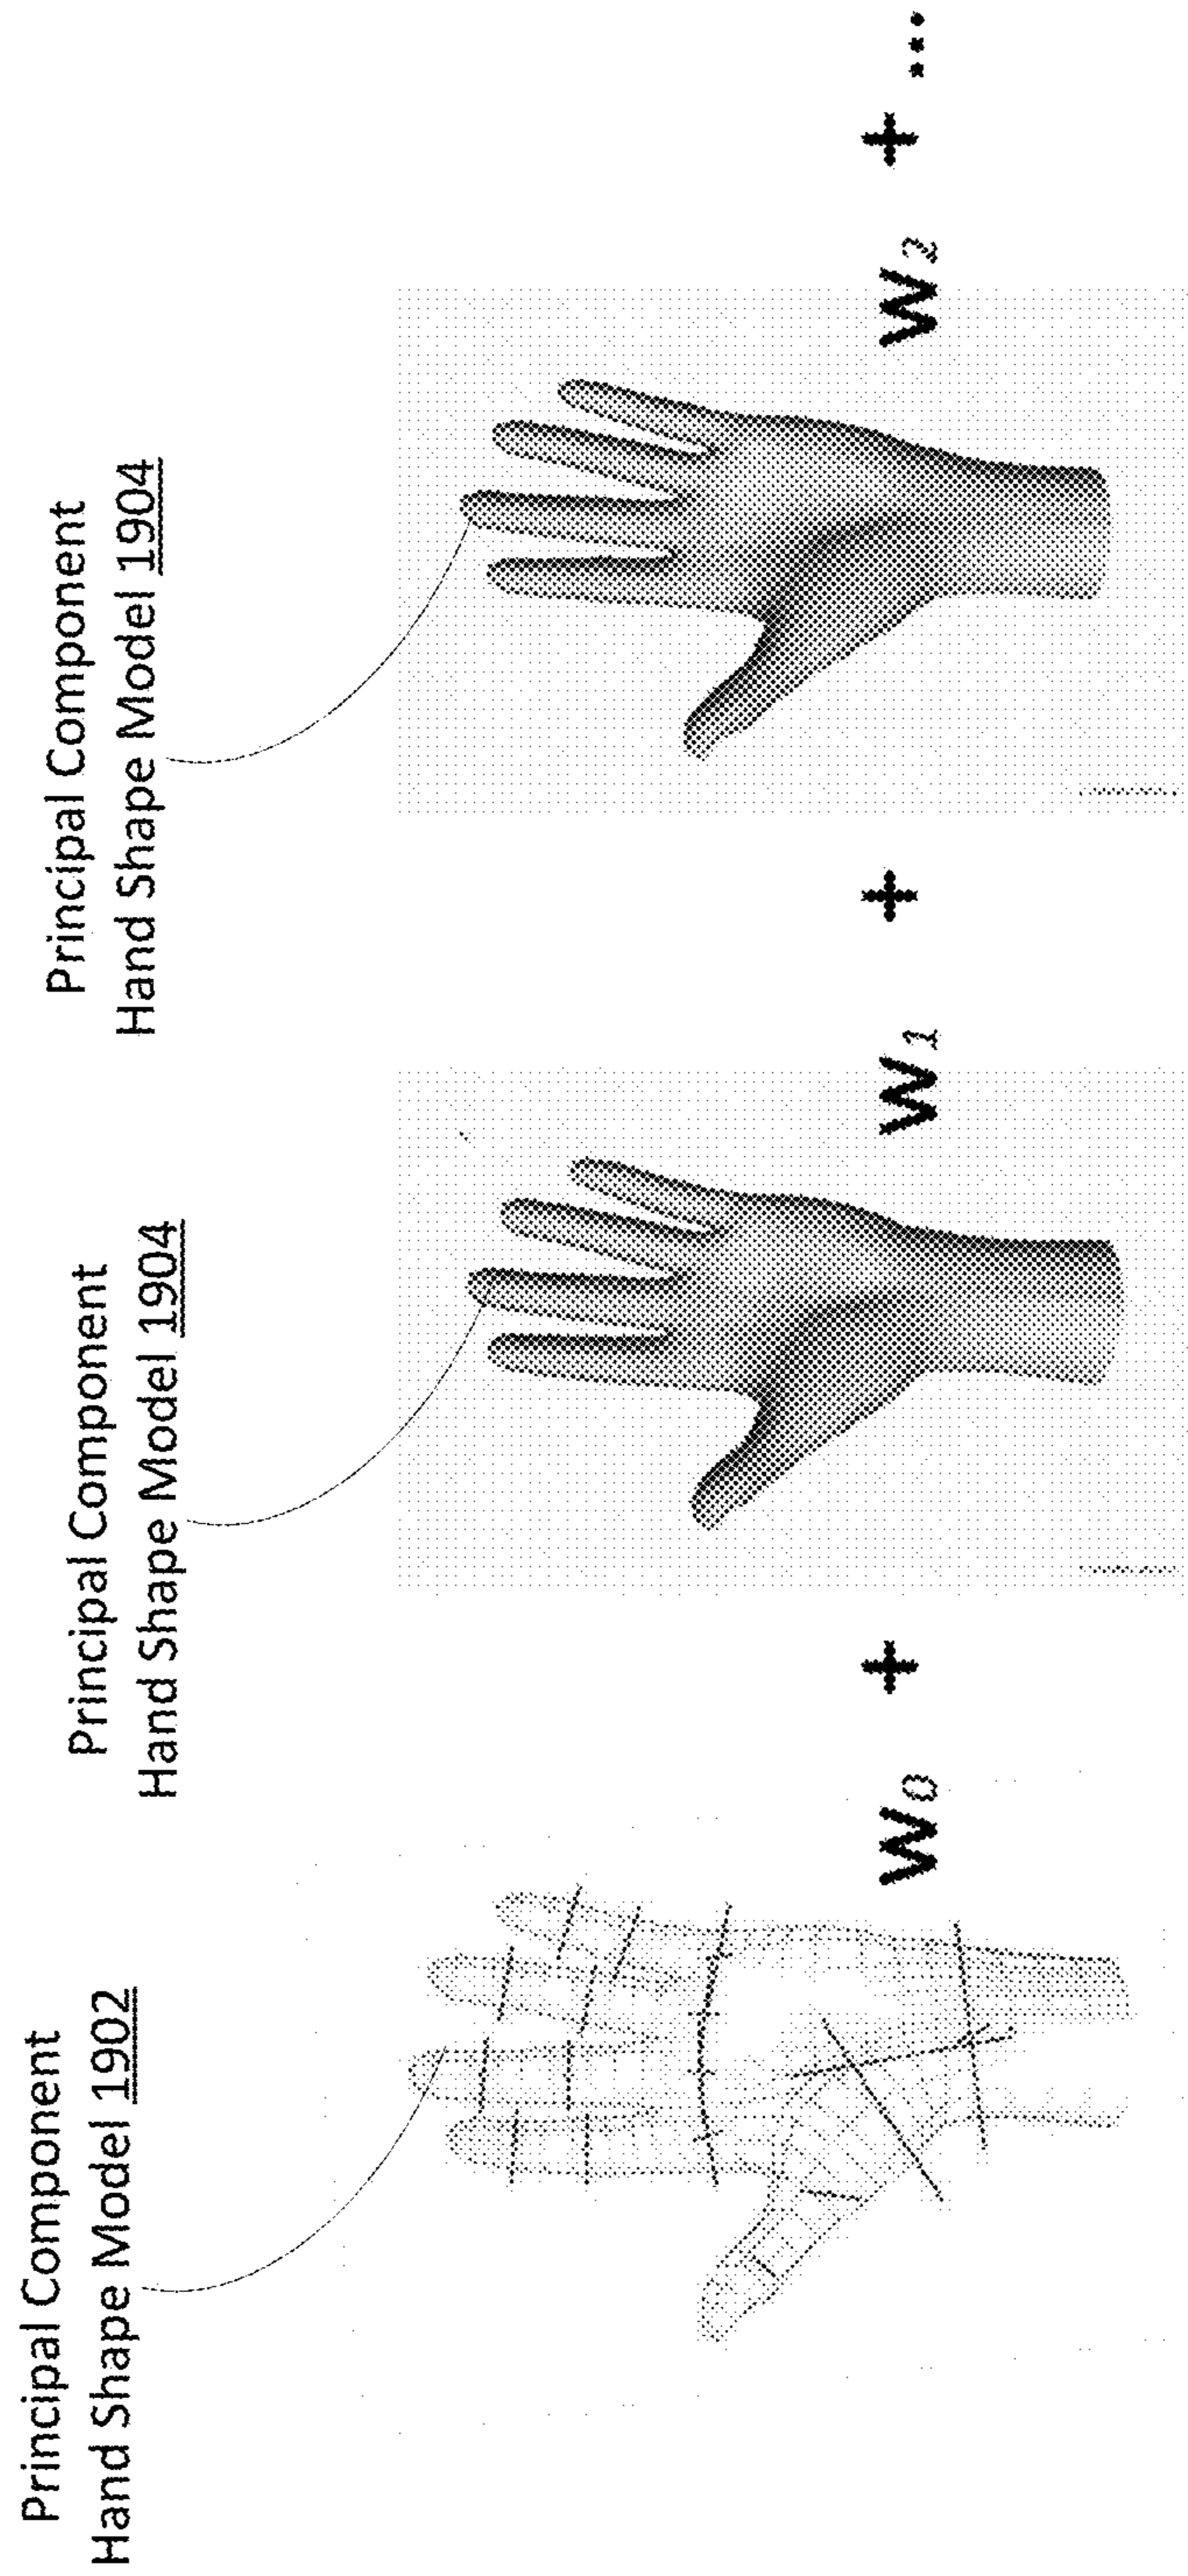 Principal Component
Hand Shape Model 1902
Principal Component
Hand Shape Model 1904
Principal Component
Hand Shape Model 1904
W0 + W1 + W2 + ...